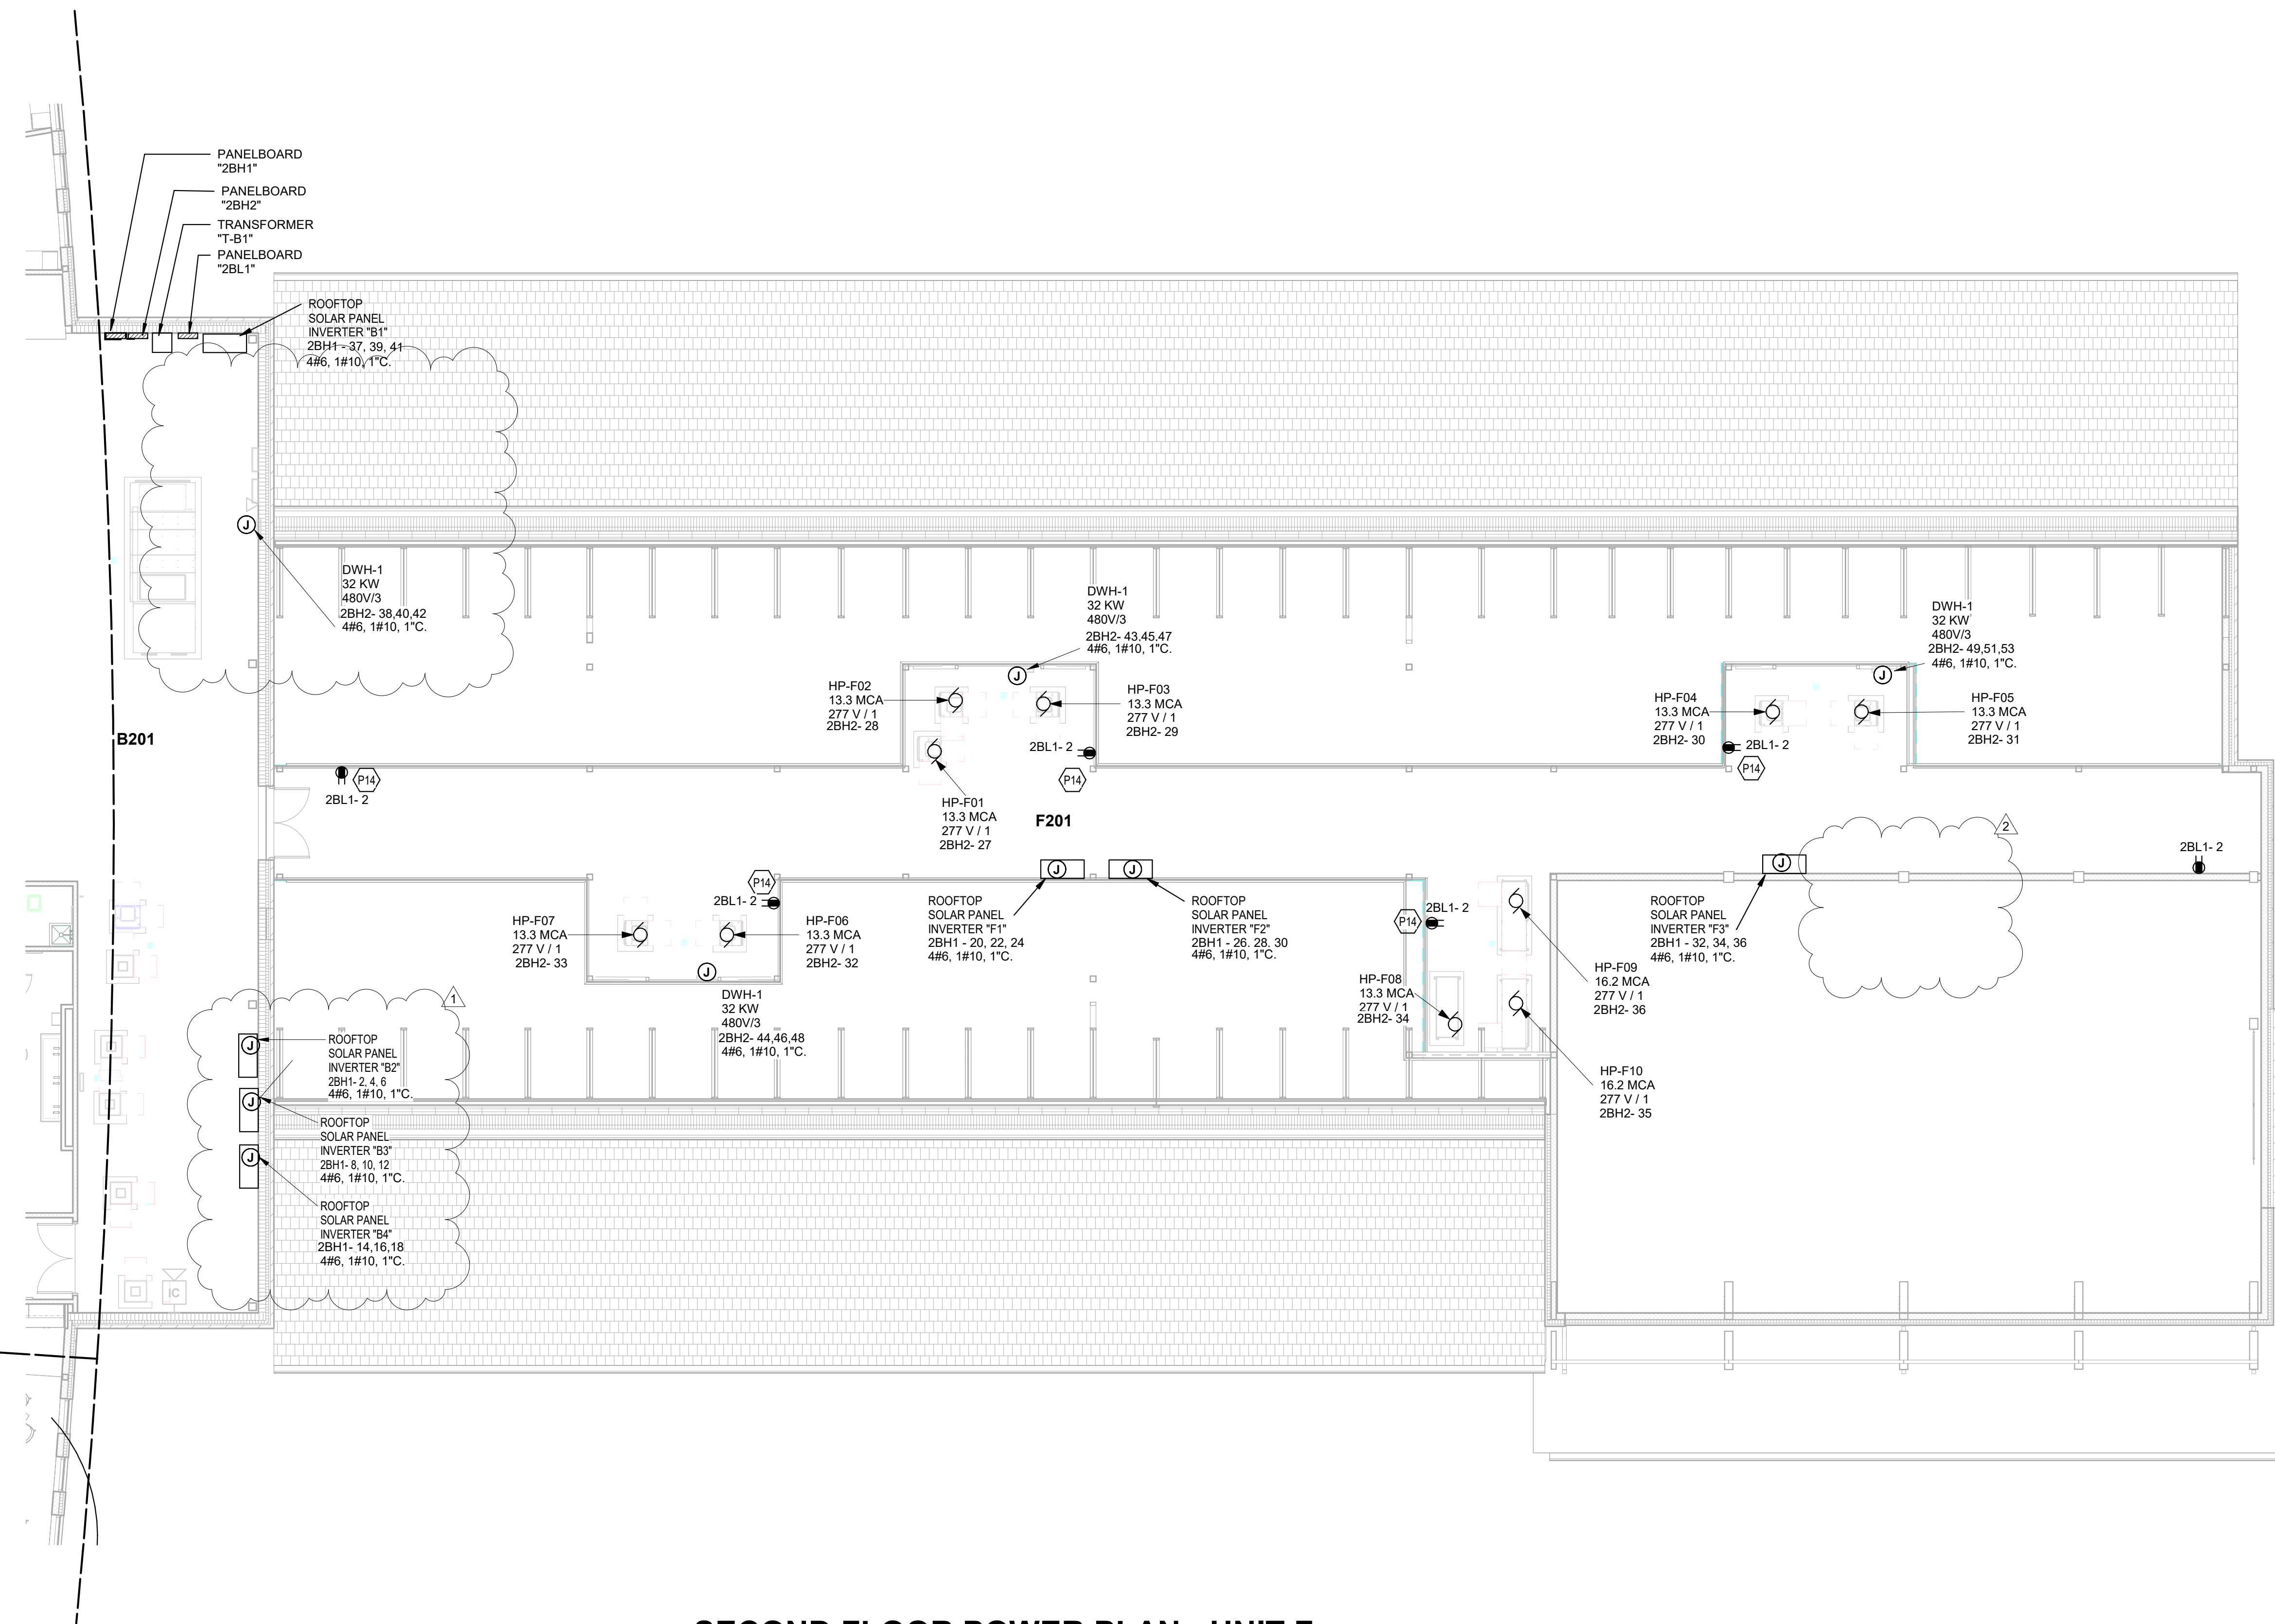 PANELBOARD
"2BH1"
PANELBOARD
"2BH2"
TRANSFORMER
"T-B1"
PANELBOARD
"2BL1"
ROOFTOP
SOLAR PANEL
INVERTER "B1"
2BH1 - 37, 39, 41
4#6, 1#10, 1"C.
J
DWH-1
32 KW
480V/3
2BH2- 38,40,42
4#6, 1#10, 1"C.
DWH-1
32 KW
480V/3
2BH2- 43,45,47
4#6, 1#10, 1"C.
J
DWH-1
32 KW
480V/3
2BH2- 49,51,53
4#6, 1#10, 1"C.
J
HP-F02
13.3 MCA
277 V / 1
2BH2- 28
HP-F03
13.3 MCA
277 V / 1
2BH2- 29
HP-F04
13.3 MCA
277 V / 1
2BH2- 30
HP-F05
13.3 MCA
277 V / 1
2BH2- 31
B201
2BL1- 2
P14
2BL1- 2
P14
2BL1- 2
P14
HP-F01
13.3 MCA
277 V / 1
2BH2- 27
F201
2
2BL1- 2
P14
2BL1- 2
HP-F07
13.3 MCA
277 V / 1
2BH2- 33
HP-F06
13.3 MCA
277 V / 1
2BH2- 32
J
DWH-1
32 KW
480V/3
2BH2- 44,46,48
4#6, 1#10, 1"C.
J
ROOFTOP
SOLAR PANEL
INVERTER "F1"
2BH1 - 20, 22, 24
4#6, 1#10, 1"C.
J
ROOFTOP
SOLAR PANEL
INVERTER "F2"
2BH1 - 26. 28. 30
4#6, 1#10, 1"C.
P14
2BL1- 2
HP-F08
13.3 MCA
277 V / 1
2BH2- 34
HP-F09
16.2 MCA
277 V / 1
2BH2- 36
HP-F10
16.2 MCA
277 V / 1
2BH2- 35
J
ROOFTOP
SOLAR PANEL
INVERTER "F3"
2BH1 - 32, 34, 36
4#6, 1#10, 1"C.
1
J
ROOFTOP
SOLAR PANEL
INVERTER "B2"
2BH1- 2, 4, 6
4#6, 1#10, 1"C.
J
ROOFTOP
SOLAR PANEL
INVERTER "B3"
2BH1- 8, 10, 12
4#6, 1#10, 1"C.
J
ROOFTOP
SOLAR PANEL
INVERTER "B4"
2BH1- 14,16,18
4#6, 1#10, 1"C.
IC
SECOND FLOOR POWER PLAN - UNIT F